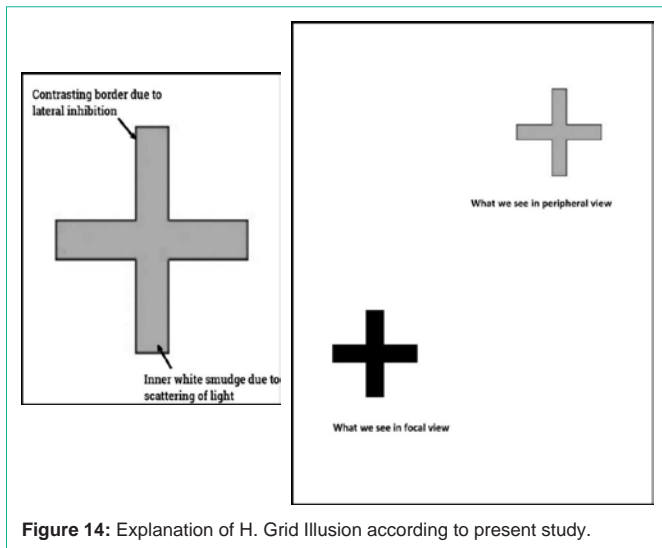 Contrasting border due to
lateral inhibition
Inner white smudge due to
scattering of light
What we see in peripheral view
What we see in focal view
Figure 14: Explanation of H. Grid Illusion according to present study.